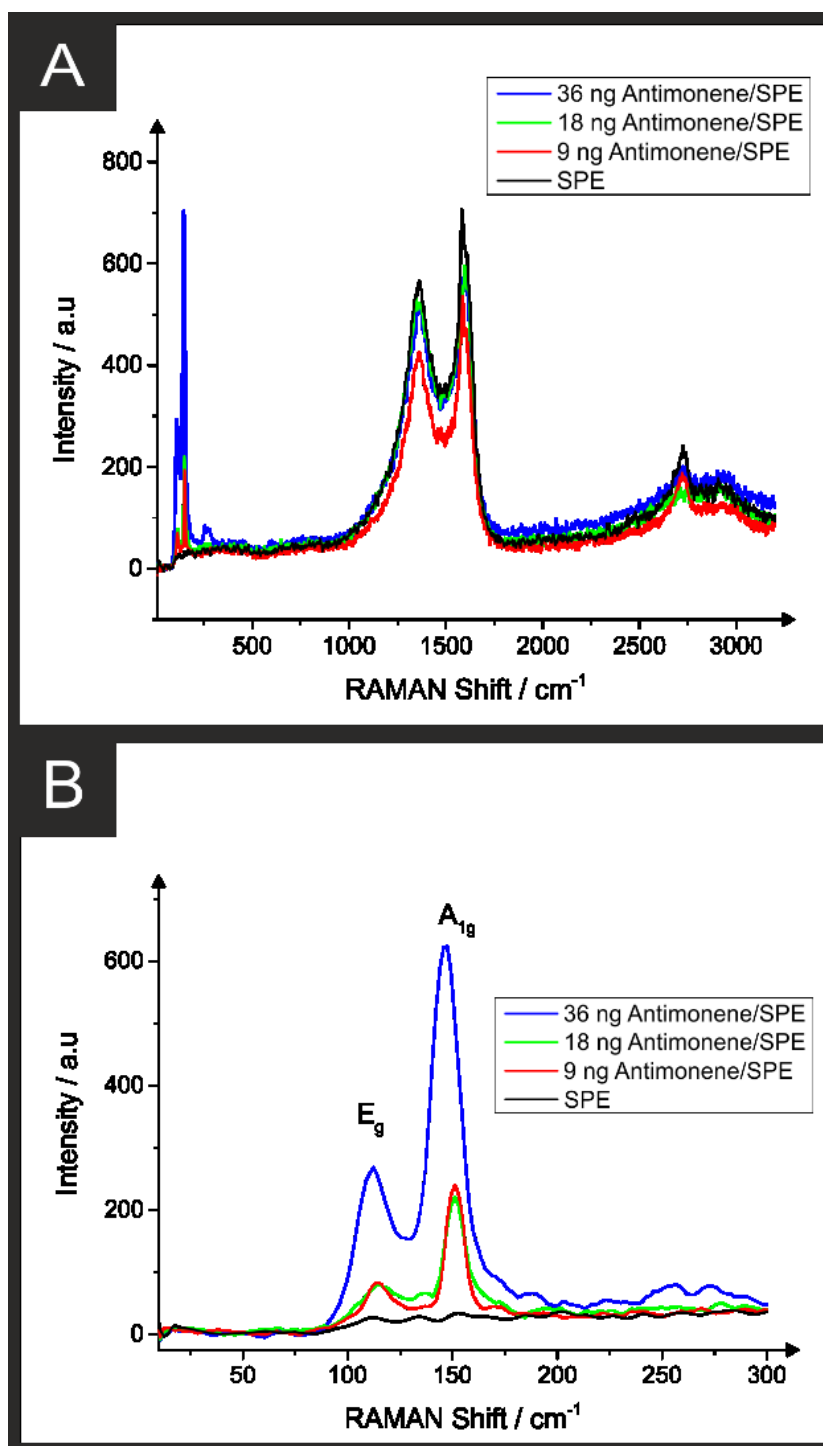 A
36 ng Antimonene/SPE
18 ng Antimonene/SPE
9 ng Antimonene/SPE
SPE
800
600
400
200
0
Intensity / a.u
500 1000 1500 2000 2500 3000
RAMAN Shift / cm⁻¹
B
A₁g
E_g
36 ng Antimonene/SPE
18 ng Antimonene/SPE
9 ng Antimonene/SPE
SPE
600
400
200
0
Intensity / a.u
50 100 150 200 250 300
RAMAN Shift / cm⁻¹